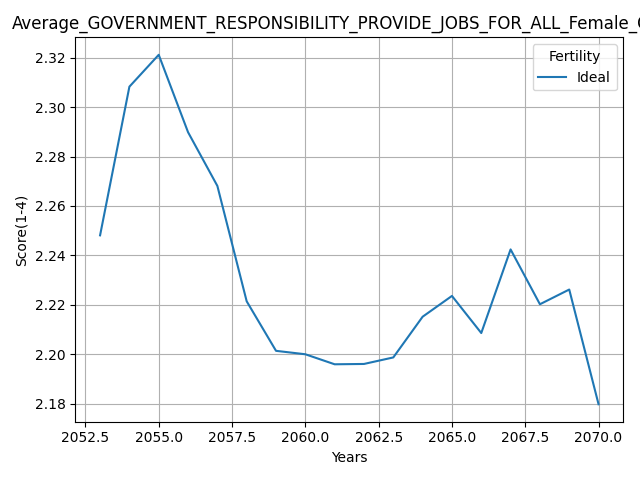 Average_GOVERNMENT_RESPONSIBILITY_PROVIDE_JOBS_FOR_ALL_Female_
Fertility
Ideal
2.32
2.30
2.28
2.26
2.24
2.22
2.20
2.18
Score(1-4)
2052.5 2055.0 2057.5 2060.0 2062.5 2065.0 2067.5 2070.0
Years